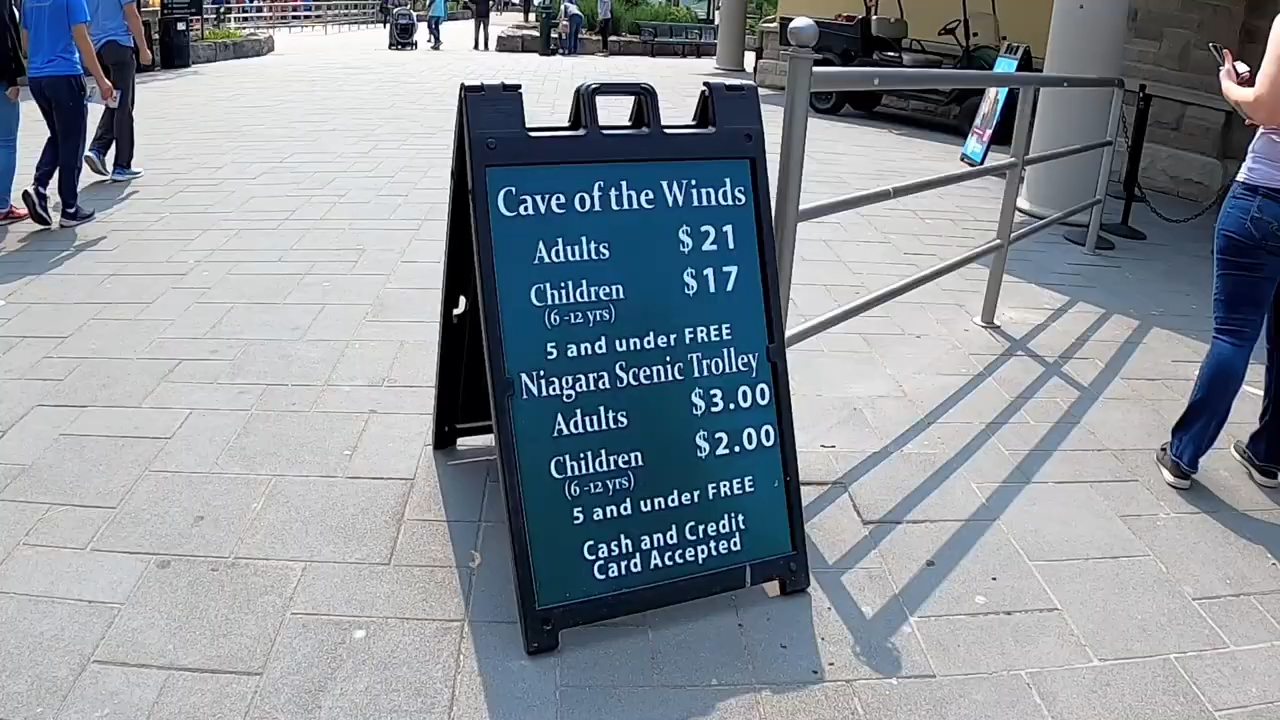 Cave of the Winds
Adults $21
Children $17
(6-12 yrs)
5 and under FREE
Niagara Scenic Trolley
Adults $3.00
Children $2.00
(6-12 yrs)
5 and under FREE
Cash and Credit
Card Accepted